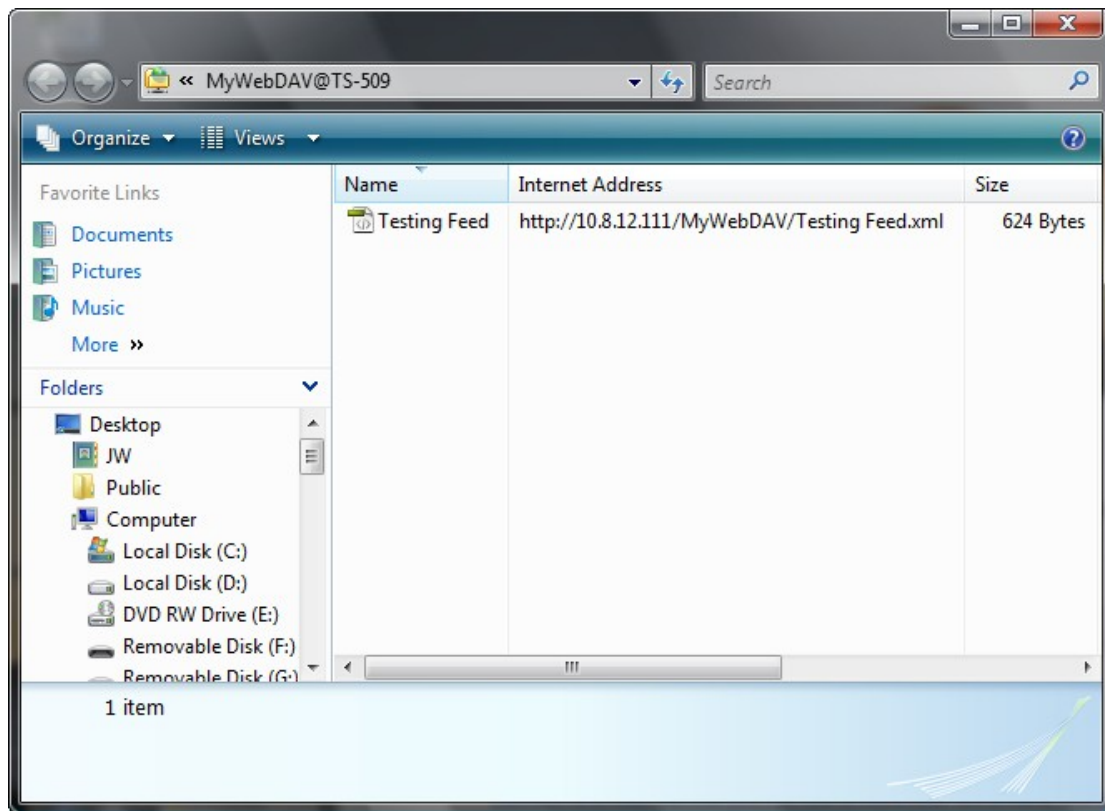 « MyWebDAV@TS-509
Search
Organize Views
Favorite Links
Documents
Pictures
Music
More »
Folders
Desktop
JW
Public
Computer
Local Disk (C:)
Local Disk (D:)
DVD RW Drive (E:)
Removable Disk (F:)
Removable Disk (G:)
Name Internet Address Size
Testing Feed http://10.8.12.111/MyWebDAV/Testing Feed.xml 624 Bytes
1 item